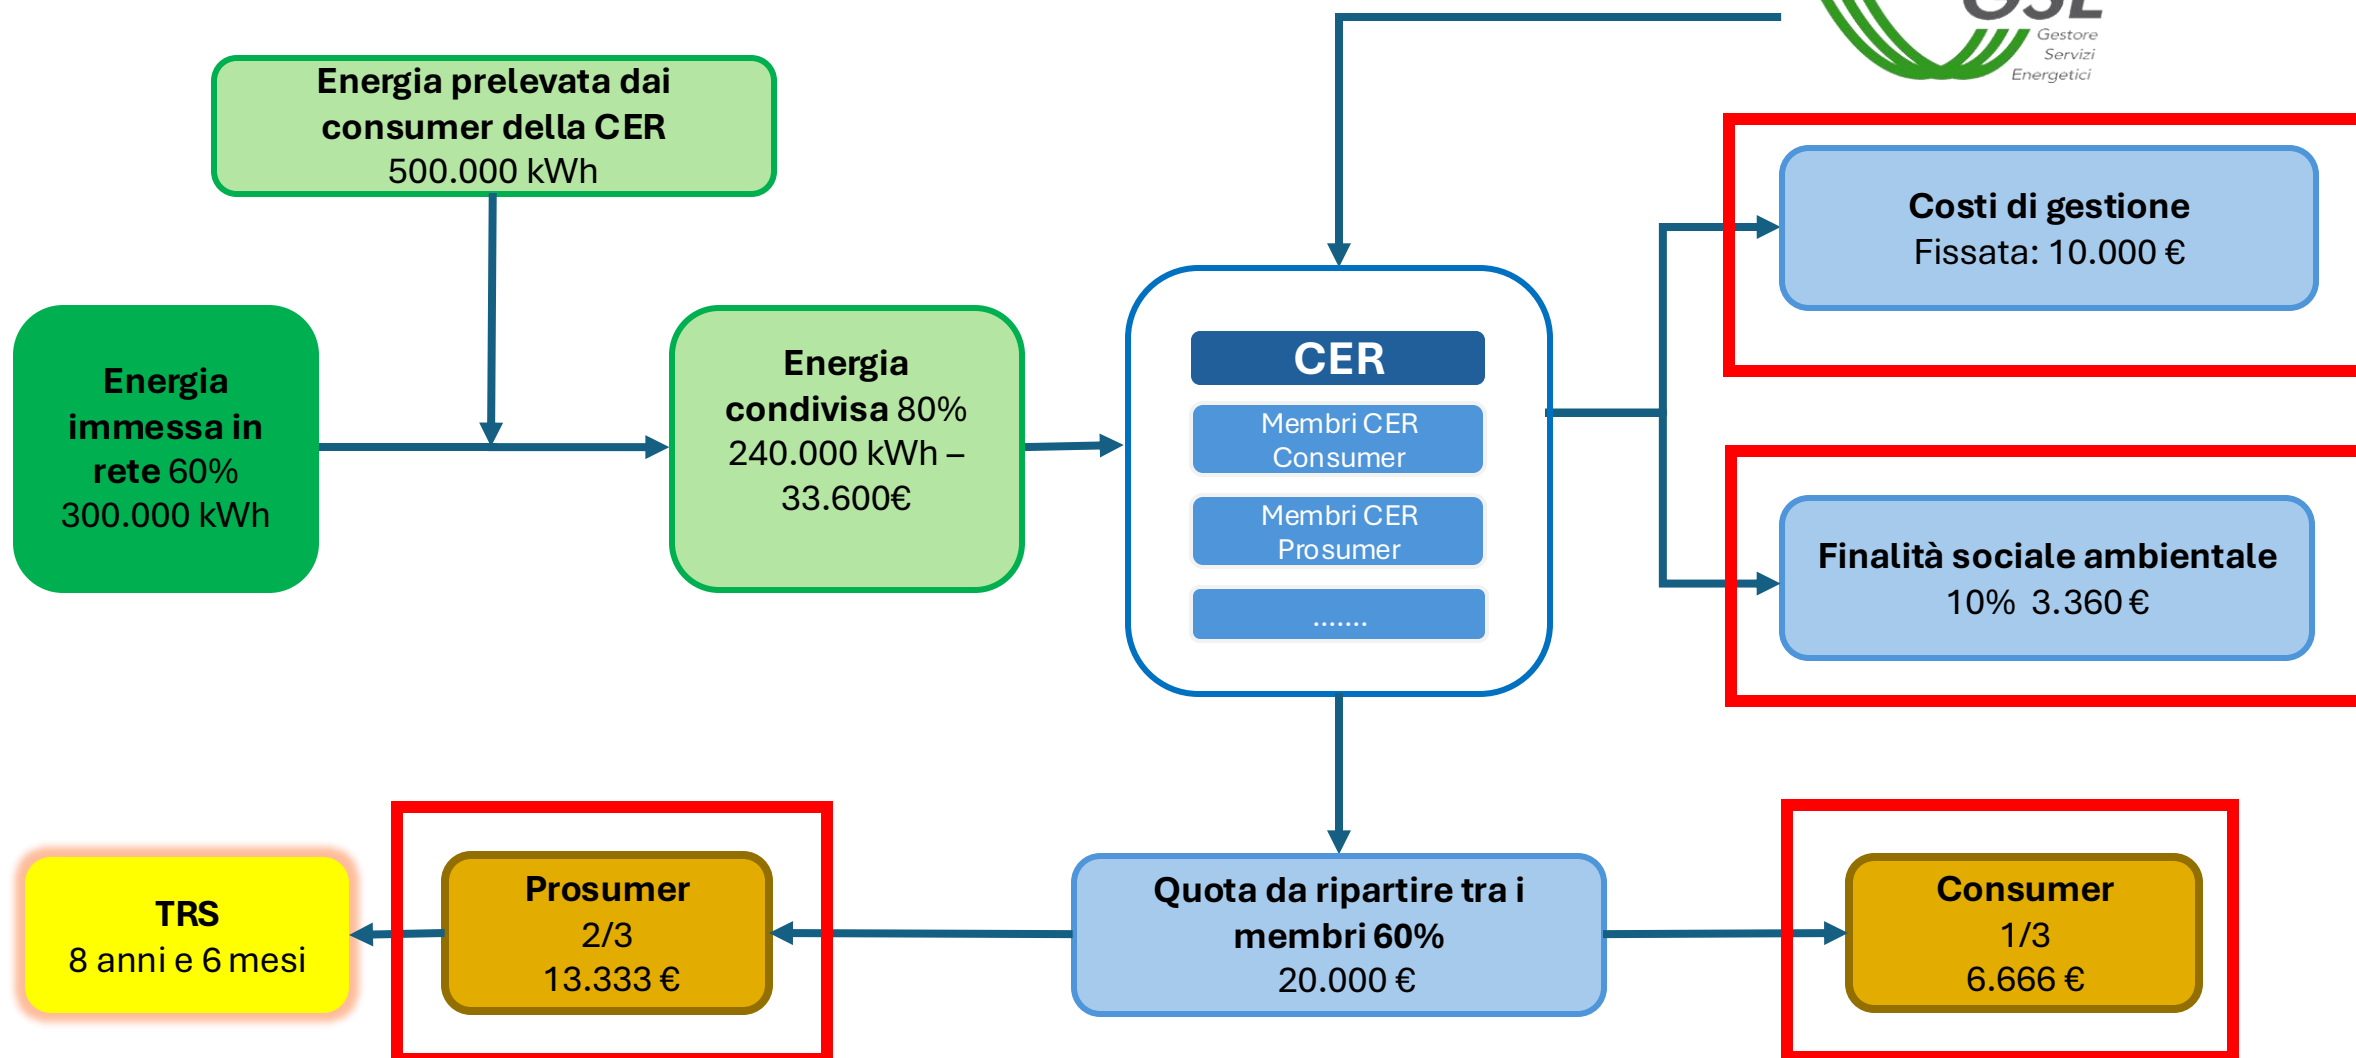 GSE
Gestore
Servizi
Energetici
Energia prelevata dai
consumer della CER
500.000 kWh
Costi di gestione
Fissata: 10.000 €
Energia
immessa in
rete 60%
300.000 kWh
Energia
condivisa 80%
240.000 kWh –
33.600€
CER
Membri CER
Consumer
Membri CER
Prosumer
.......
Finalità sociale ambientale
10% 3.360 €
TRS
8 anni e 6 mesi
Prosumer
2/3
13.333 €
Quota da ripartire tra i
membri 60%
20.000 €
Consumer
1/3
6.666 €